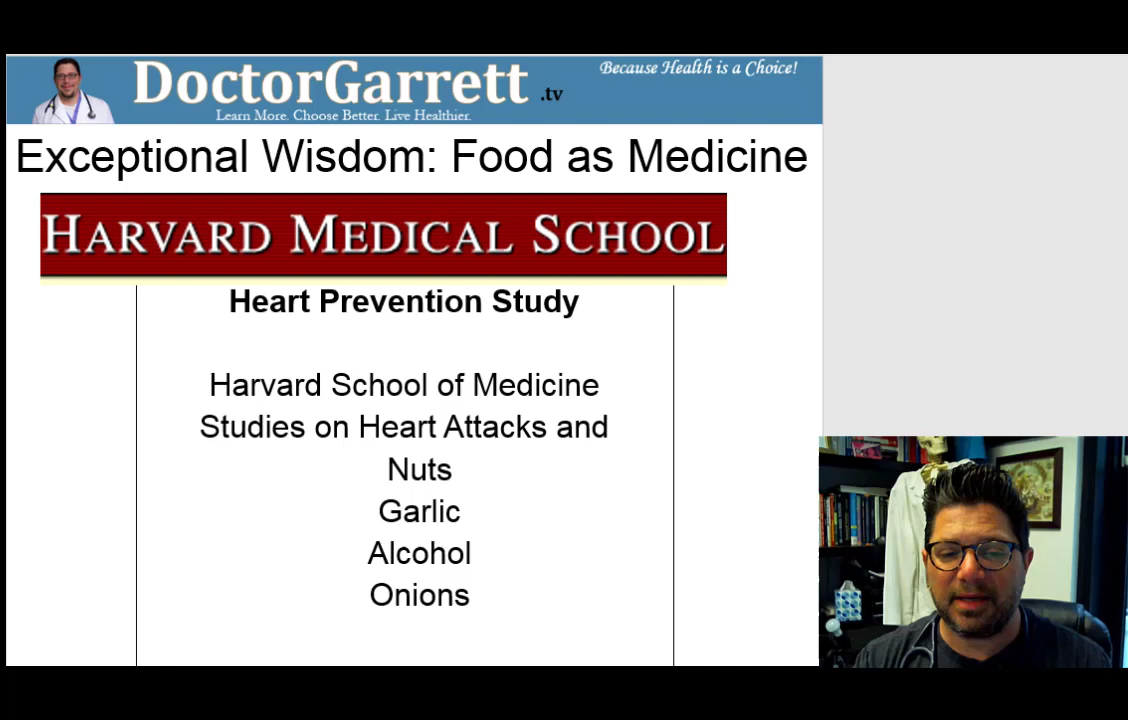 DoctorGarrett .tv
Because Health is a Choice!
Learn More. Choose Better. Live Healthier.
Exceptional Wisdom: Food as Medicine
HARVARD MEDICAL SCHOOL
Heart Prevention Study
Harvard School of Medicine
Studies on Heart Attacks and
Nuts
Garlic
Alcohol
Onions